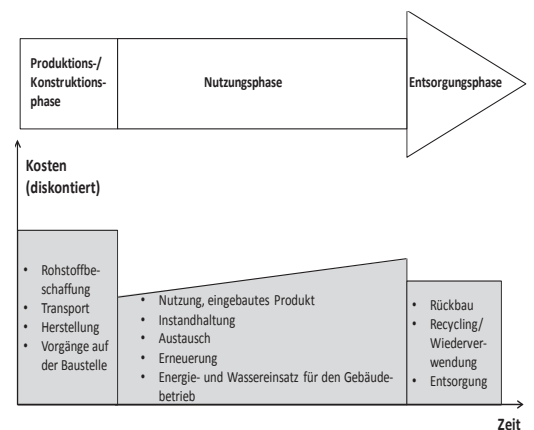 Produktions-/
Konstruktions-
phase
Nutzungsphase
Entsorgungsphase
Kosten
(diskontiert)
• Rohstoffbe-
schaffung
• Transport
• Herstellung
• Vorgänge auf
der Baustelle
• Nutzung, eingebautes Produkt
• Instandhaltung
• Austausch
• Erneuerung
• Energie- und Wassereinsatz für den Gebäude-
betrieb
• Rückbau
• Recycling/
Wiederver-
wendung
• Entsorgung
Zeit